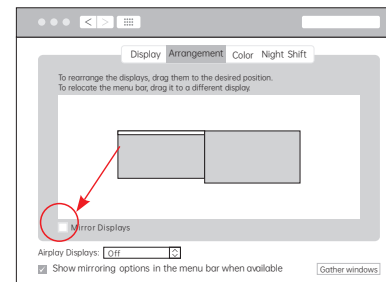 Display Arrangement Color Night Shift
To rearrange the displays, drag them to the desired position.
To relocate the menu bar, drag it to a different display.
Mirror Displays
Airplay Displays: Off
Show mirroring options in the menu bar when available
Gather windows